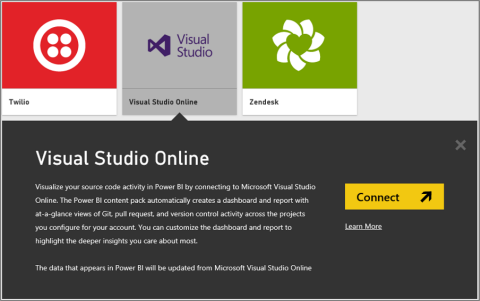 Visual
Studio
Twilio
Visual Studio Online
Zendesk
Visual Studio Online
Visualize your source code activity in Power BI by connecting to Microsoft Visual Studio
Online. The Power BI content pack automatically creates a dashboard and report with
at-a-glance views of Git, pull request, and version control activity across the projects
you configure for your account. You can customize the dashboard and report to
highlight the deeper insights you care about most.
The data that appears in Power BI will be updated from Microsoft Visual Studio Online
Connect
Learn More